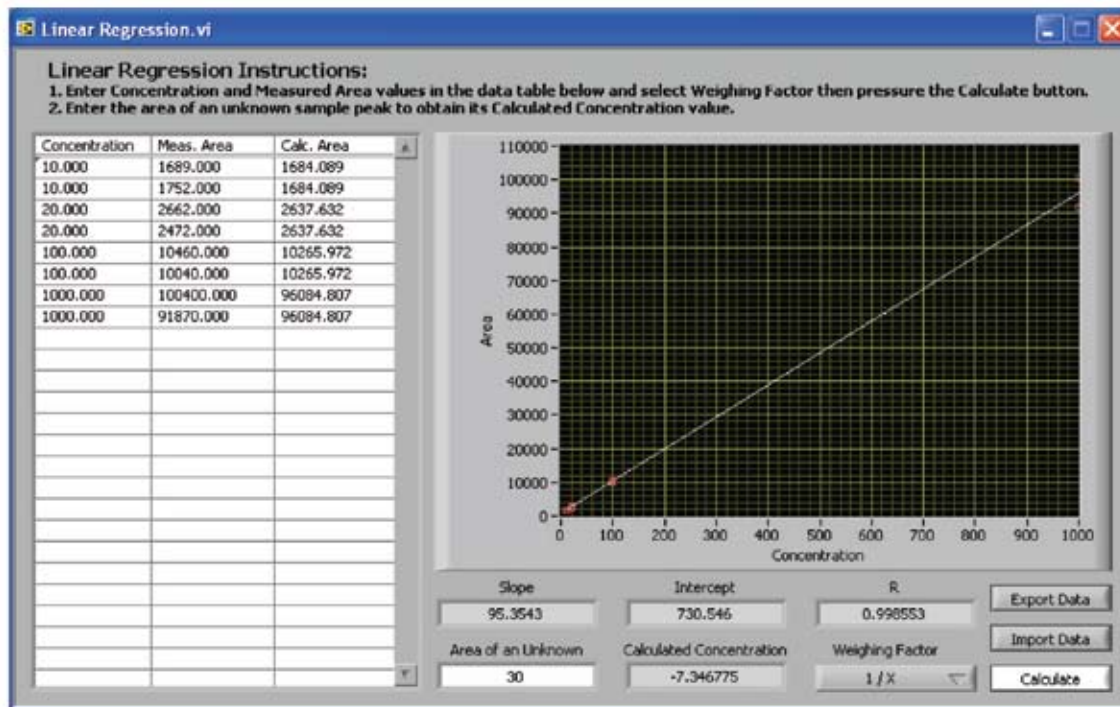 Linear Regression.vi
Linear Regression Instructions:
1. Enter Concentration and Measured Area values in the data table below and select Weighing Factor then pressure the Calculate button.
2. Enter the area of an unknown sample peak to obtain its Calculated Concentration value.
Concentration Meas. Area Calc. Area
10.000 1689.000 1684.089
10.000 1752.000 1684.089
20.000 2662.000 2637.632
20.000 2472.000 2637.632
100.000 10460.000 10265.972
100.000 10040.000 10265.972
1000.000 100400.000 96084.807
1000.000 91870.000 96084.807
110000
100000
90000
80000
70000
60000
50000
40000
30000
20000
10000
0
Area
0 100 200 300 400 500 600 700 800 900 1000
Concentration
Slope Intercept R
95.3543 730.546 0.998553
Export Data
Area of an Unknown Calculated Concentration Weighing Factor
Import Data
30 -7.346775 1 / X
Calculate